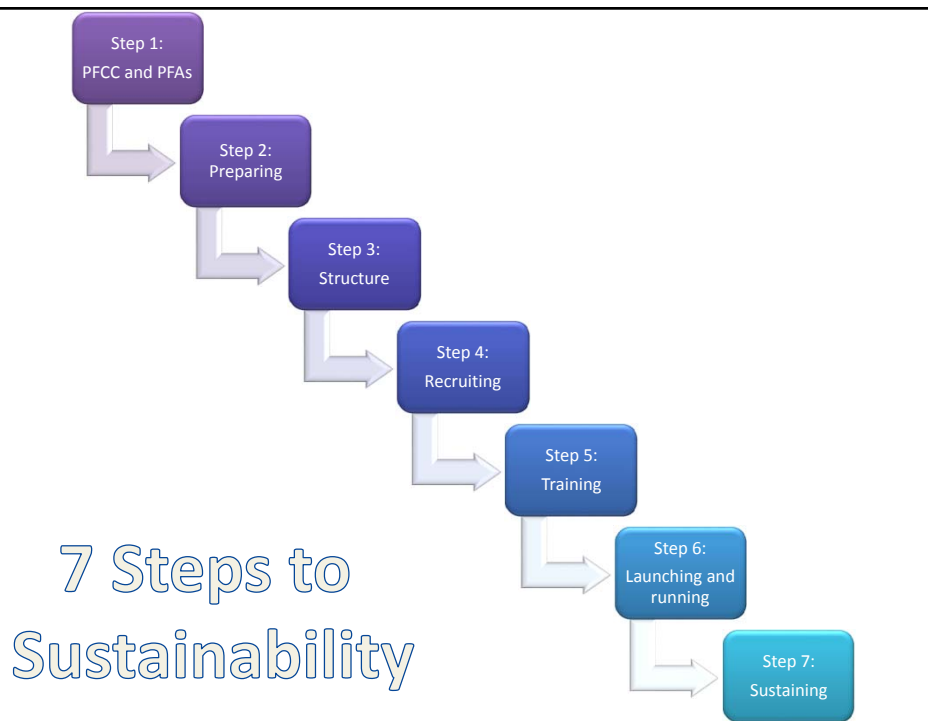 Step 1:
PFCC and PFAs
Step 2:
Preparing
Step 3:
Structure
Step 4:
Recruiting
Step 5:
Training
Step 6:
Launching and
running
Step 7:
Sustaining
7 Steps to
Sustainability